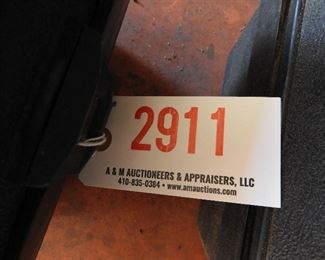 2911
A & M AUCTIONEERS & APPRAISERS, LLC
410-835-0384 • www.amauctions.com